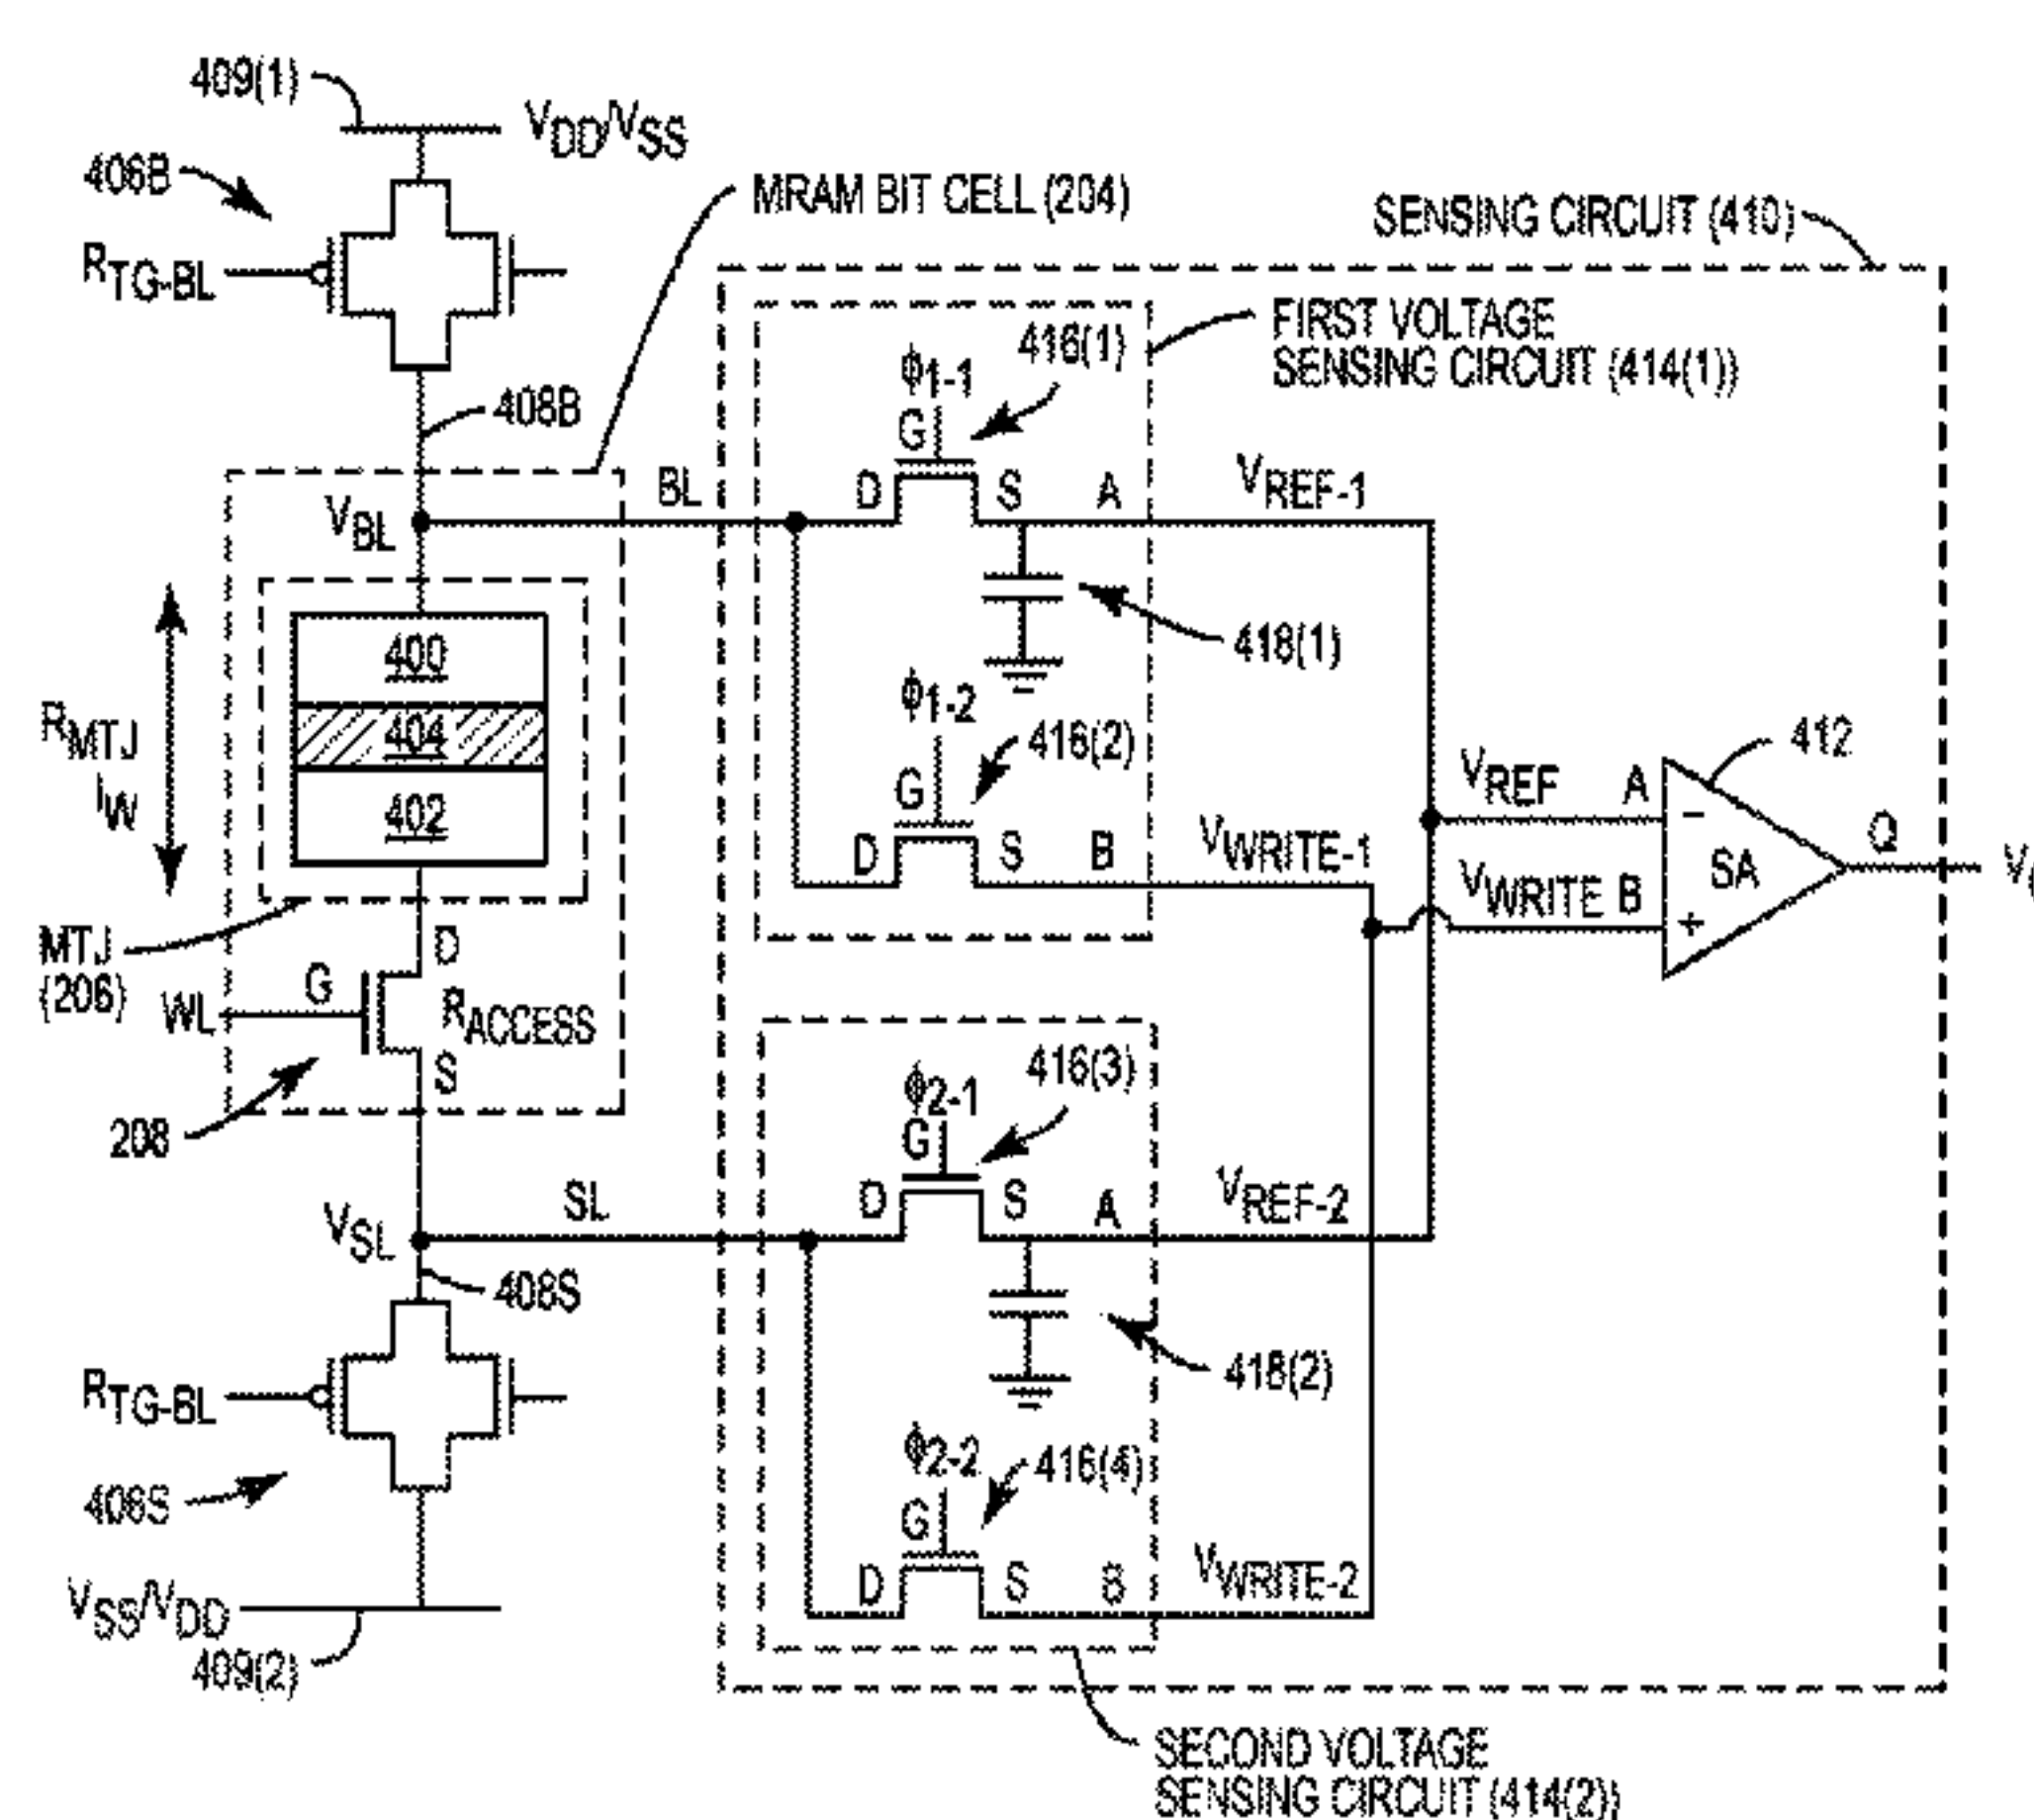 409(1)
VDD/VSS
406B
MRAM BIT CELL (204)
SENSING CIRCUIT (410)
RTG-BL
FIRST VOLTAGE
SENSING CIRCUIT (414(1))
416(1)
ϕ1-1
G
408B
BL
D
S
A
VREF-1
VBL
418(1)
400
ϕ1-2
416(2)
RMTJ
404
G
412
IW
402
VREF
A
-
Q
D
S
B
VWRITE-1
SA
VWRITE
B
+
MTJ
(206)
D
G
WL
RACCESS
S
416(3)
ϕ2-1
G
208
SL
D
S
A
VREF-2
VSL
408S
418(2)
RTG-BL
ϕ2-2
416(4)
406S
G
D
S
B
VWRITE-2
VSS/VDD
409(2)
SECOND VOLTAGE
SENSING CIRCUIT (414(2))